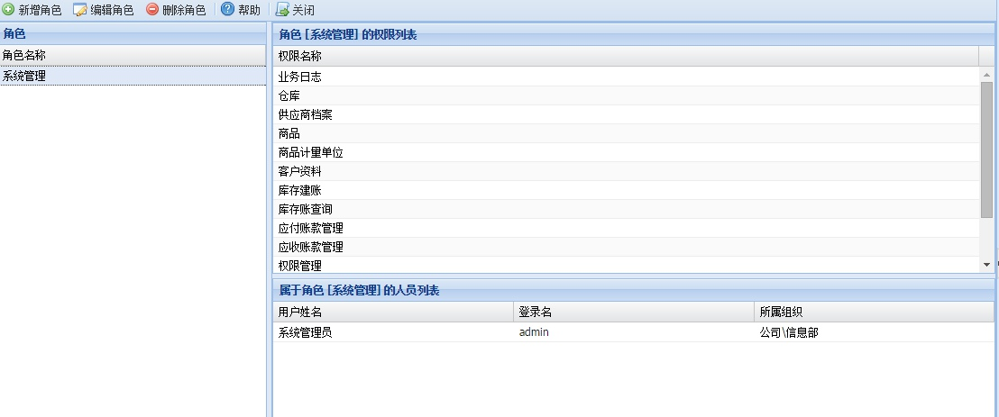 新增角色 编辑角色 删除角色 帮助 关闭
角色
角色名称
系统管理
角色 [系统管理] 的权限列表
权限名称
业务日志
仓库
供应商档案
商品
商品计量单位
客户资料
库存建账
库存账查询
应付账款管理
应收账款管理
权限管理
属于角色 [系统管理] 的人员列表
用户姓名 登录名 所属组织
系统管理员 admin 公司\信息部